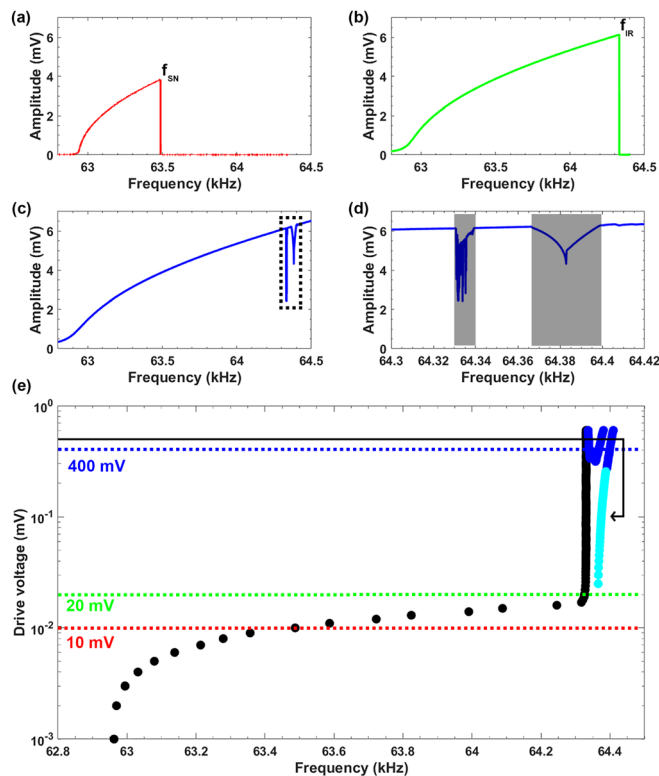 (a)
Amplitude (mV)
6
4
2
0
f_SN
63 63.5 64 64.5
Frequency (kHz)
(b)
Amplitude (mV)
6
4
2
0
f_IR
63 63.5 64 64.5
Frequency (kHz)
(c)
Amplitude (mV)
6
4
2
0
63 63.5 64 64.5
Frequency (kHz)
(d)
Amplitude (mV)
6
4
2
0
64.3 64.32 64.34 64.36 64.38 64.4 64.42
Frequency (kHz)
(e)
Drive voltage (mV)
10^0
10^-1
10^-2
10^-3
400 mV
20 mV
10 mV
62.8 63 63.2 63.4 63.6 63.8 64 64.2 64.4
Frequency (kHz)